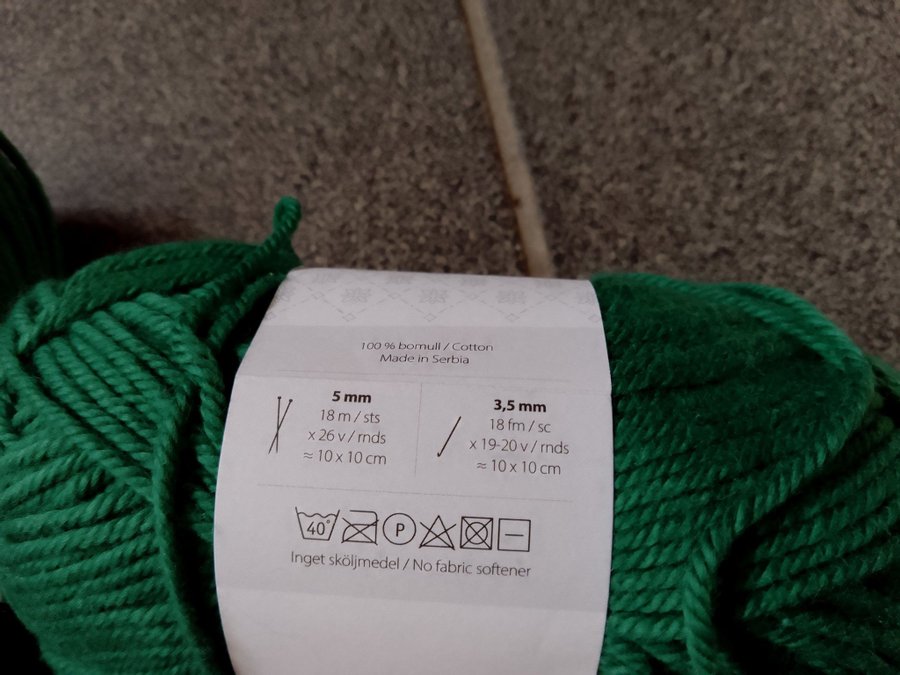 100 % bomull / Cotton
Made in Serbia
5 mm
18 m / sts
x 26 v / rnds
≈ 10 x 10 cm
3,5 mm
18 fm / sc
x 19-20 v / rnds
≈ 10 x 10 cm
40°
P
Inget sköljmedel / No fabric softener